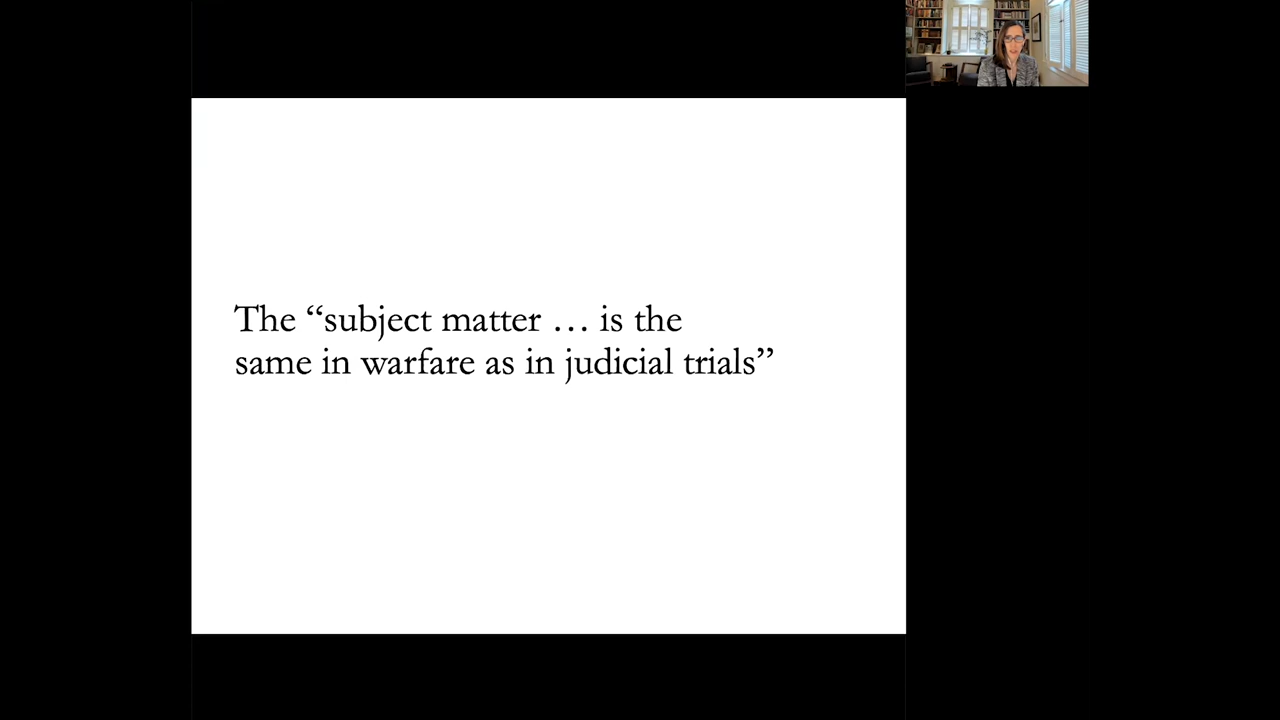 The “subject matter … is the
same in warfare as in judicial trials”